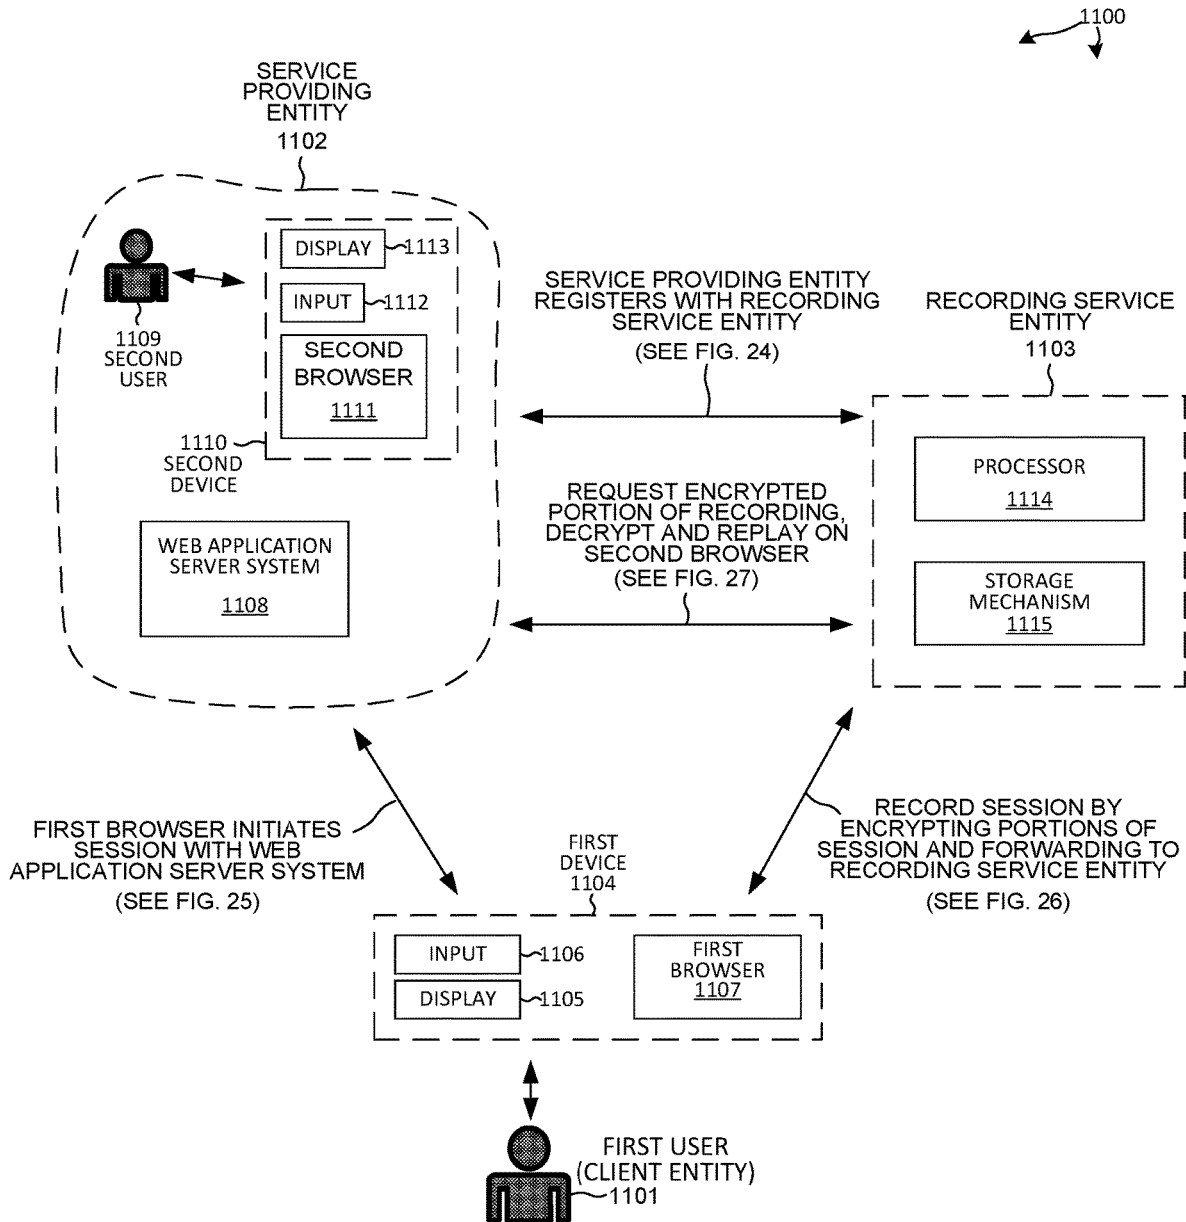 1100
SERVICE
PROVIDING
ENTITY
1102
DISPLAY
1113
INPUT
1112
SECOND
BROWSER
1111
1109
SECOND
USER
1110
SECOND
DEVICE
WEB APPLICATION
SERVER SYSTEM
1108
SERVICE PROVIDING ENTITY
REGISTERS WITH RECORDING
SERVICE ENTITY
(SEE FIG. 24)
RECORDING SERVICE
ENTITY
1103
PROCESSOR
1114
STORAGE
MECHANISM
1115
REQUEST ENCRYPTED
PORTION OF RECORDING,
DECRYPT AND REPLAY ON
SECOND BROWSER
(SEE FIG. 27)
FIRST BROWSER INITIATES
SESSION WITH WEB
APPLICATION SERVER SYSTEM
(SEE FIG. 25)
RECORD SESSION BY
ENCRYPTING PORTIONS OF
SESSION AND FORWARDING TO
RECORDING SERVICE ENTITY
(SEE FIG. 26)
FIRST
DEVICE
1104
INPUT
1106
DISPLAY
1105
FIRST
BROWSER
1107
FIRST USER
(CLIENT ENTITY)
1101